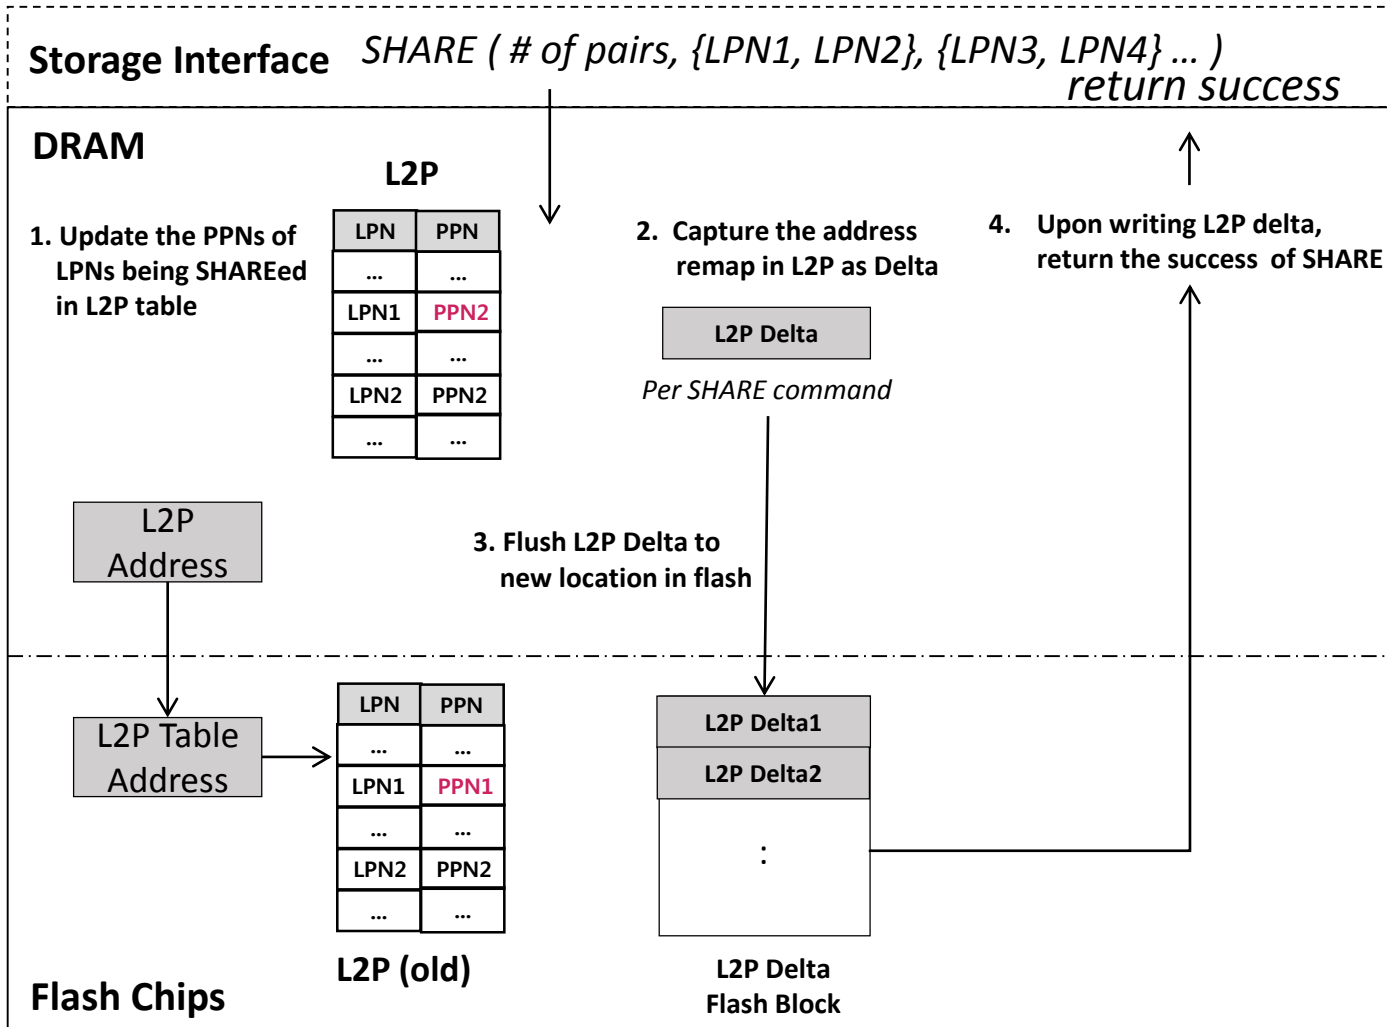 Storage Interface
SHARE ( # of pairs, {LPN1, LPN2}, {LPN3, LPN4} … )
return success
DRAM
1. Update the PPNs of
LPNs being SHAREed
in L2P table
L2P
LPN PPN
... ...
LPN1 PPN2
... ...
LPN2 PPN2
... ...
2. Capture the address
remap in L2P as Delta
L2P Delta
Per SHARE command
4. Upon writing L2P delta,
return the success of SHARE
3. Flush L2P Delta to
new location in flash
L2P
Address
L2P Table
Address
LPN PPN
... ...
LPN1 PPN1
... ...
LPN2 PPN2
... ...
L2P (old)
L2P Delta1
L2P Delta2
:
L2P Delta
Flash Block
Flash Chips